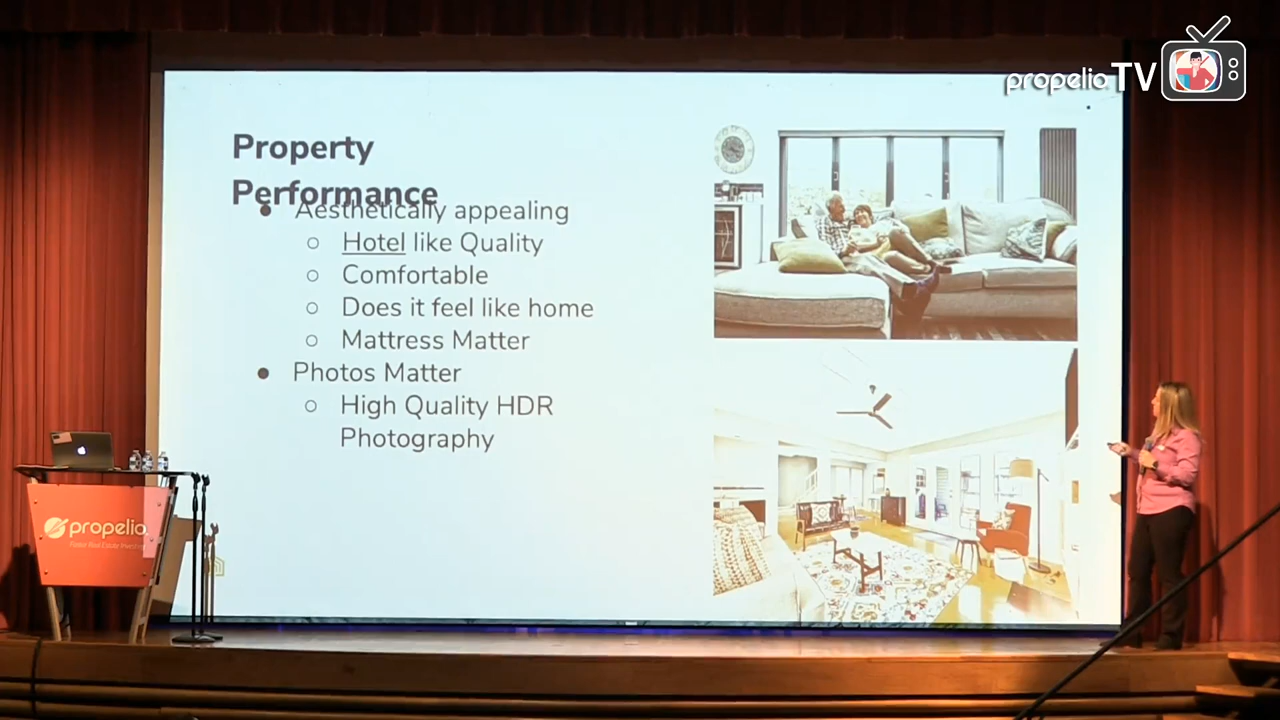 propelio TV
Property
Performance
● Aesthetically appealing
○ Hotel like Quality
○ Comfortable
○ Does it feel like home
○ Mattress Matter
● Photos Matter
○ High Quality HDR
Photography
propelio